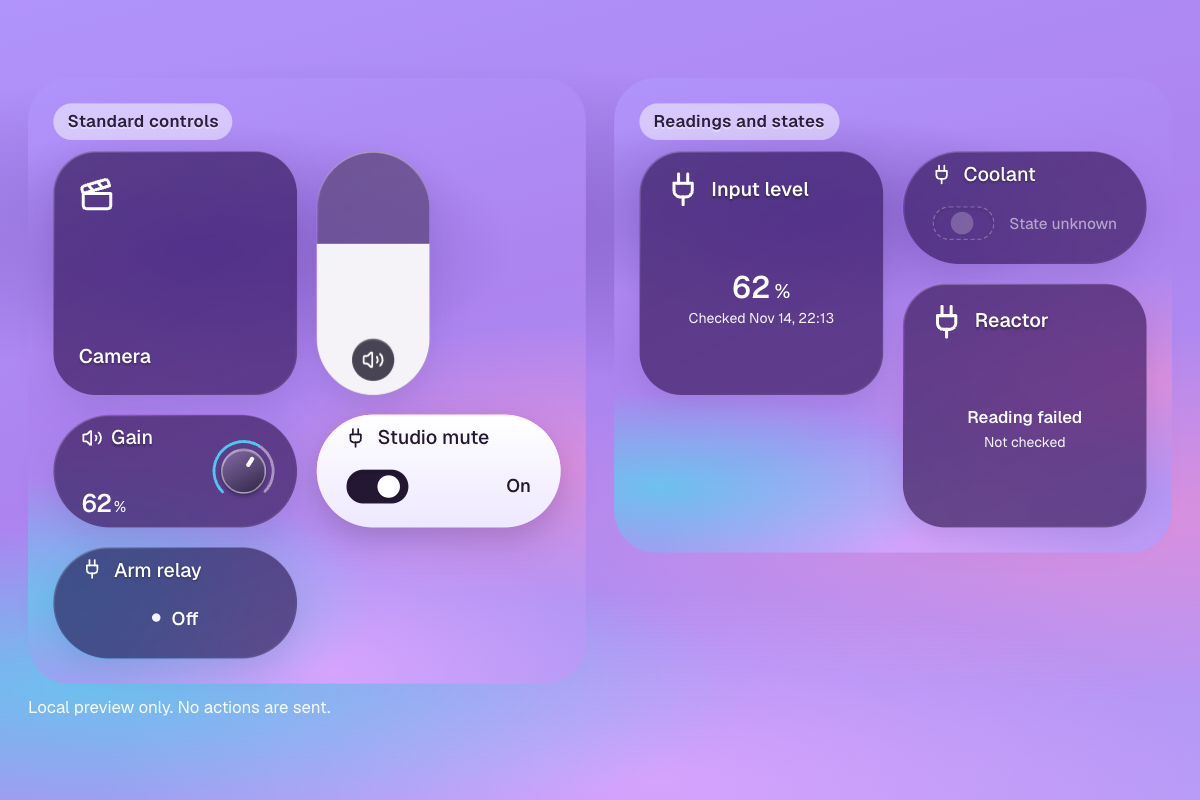 Standard controls
Camera
Gain
62 %
Studio mute
On
Arm relay
Off
Readings and states
Input level
62 %
Checked Nov 14, 22:13
Coolant
State unknown
Reactor
Reading failed
Not checked
Local preview only. No actions are sent.